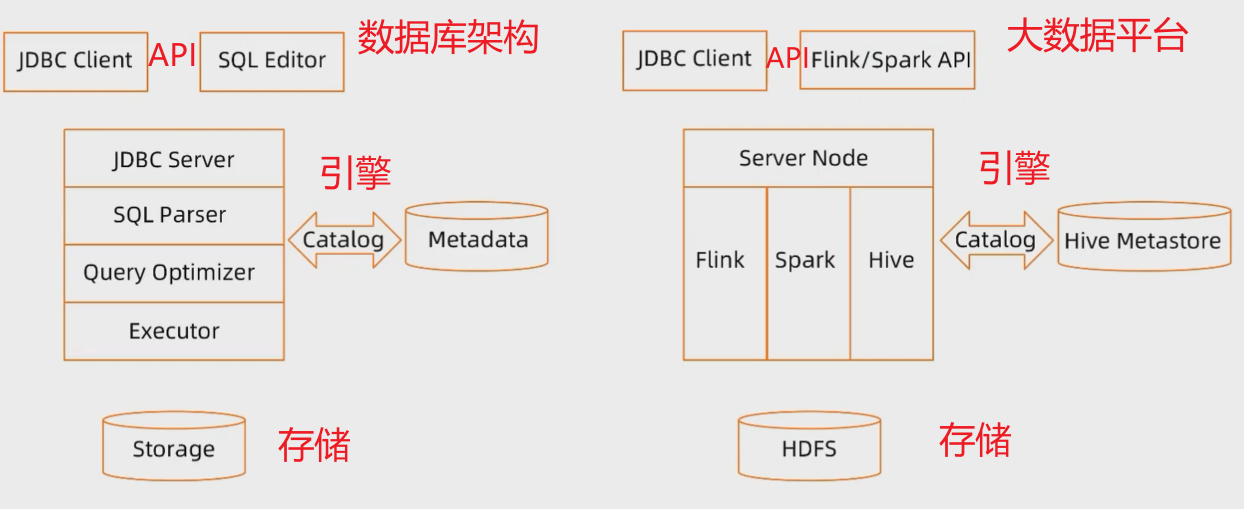 数据库架构
JDBC Client API SQL Editor
JDBC Server
SQL Parser
Query Optimizer
Executor
引擎
Catalog
Metadata
Storage
存储
大数据平台
JDBC Client API Flink/Spark API
Server Node
Flink Spark Hive
引擎
Catalog
Hive Metastore
HDFS
存储